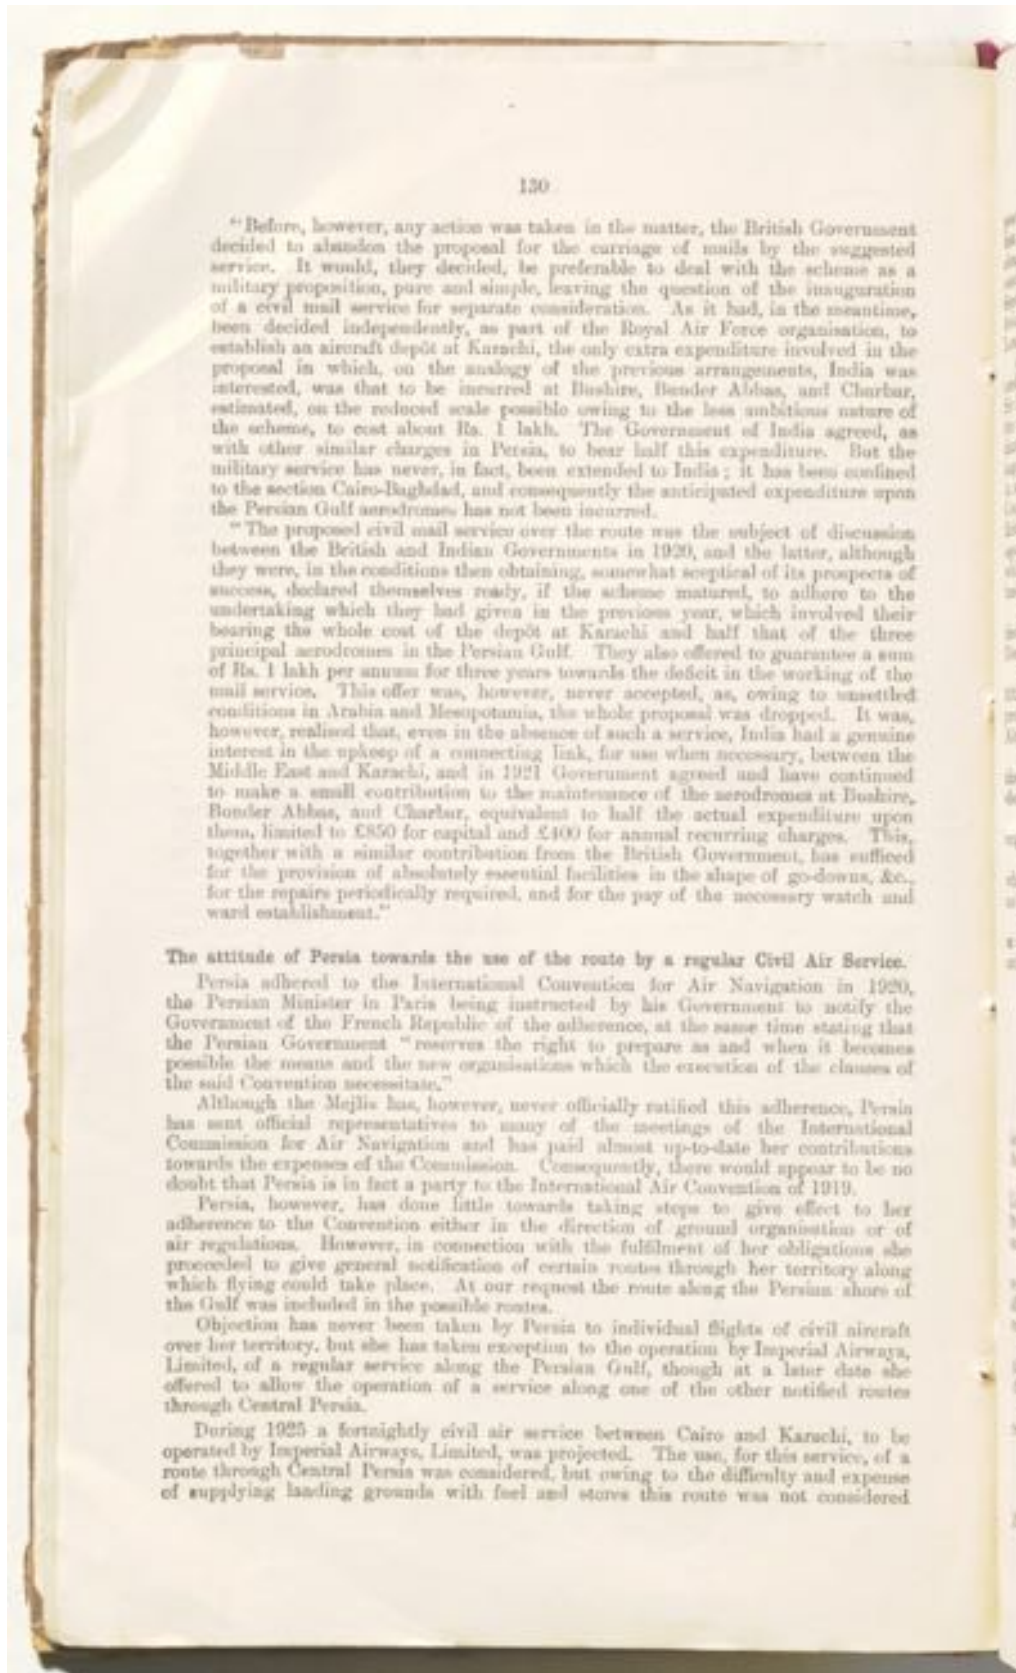 130
"Before, however, any action was taken in the matter, the British Government
decided to abandon the proposal for the carriage of mails by the suggested
service. It would, they decided, be preferable to deal with the scheme as a
military proposition, pure and simple, leaving the question of the inauguration
of a civil mail service for separate consideration. As it had, in the meantime,
been decided independently, as part of the Royal Air Force organisation, to
establish an aircraft depôt at Karachi, the only extra expenditure involved in the
proposal in which, on the analogy of the previous arrangements, India was
interested, was that to be incurred at Bushire, Bunder Abbas, and Charbar,
estimated, on the reduced scale possible owing to the less ambitious nature of
the scheme, to cost about Rs. 1 lakh. The Government of India agreed, as
with other similar charges in Persia, to bear half this expenditure. But the
military service has never, in fact, been extended to India; it has been confined
to the section Cairo-Baghdad, and consequently the anticipated expenditure upon
the Persian Gulf aerodromes has not been incurred.
"The proposed civil mail service over the route was the subject of discussion
between the British and Indian Governments in 1920, and the latter, although
they were, in the conditions then obtaining, somewhat sceptical of its prospects of
success, declared themselves ready, if the scheme matured, to adhere to the
undertaking which they had given in the previous year, which involved their
bearing the whole cost of the depôt at Karachi and half that of the three
principal aerodromes in the Persian Gulf. They also offered to guarantee a sum
of Rs. 1 lakh per annum for three years towards the deficit in the working of the
mail service. This offer was, however, never accepted, as, owing to unsettled
conditions in Arabia and Mesopotamia, the whole proposal was dropped. It was,
however, realised that, even in the absence of such a service, India had a genuine
interest in the upkeep of a connecting link, for use when necessary, between the
Middle East and Karachi, and in 1921 Government agreed and have continued
to make a small contribution to the maintenance of the aerodromes at Bushire,
Bunder Abbas, and Charbar, equivalent to half the actual expenditure upon
them, limited to £850 for capital and £400 for annual recurring charges. This,
together with a similar contribution from the British Government, has sufficed
for the provision of absolutely essential facilities in the shape of go-downs, &c.,
for the repairs periodically required, and for the pay of the necessary watch and
ward establishment."
The attitude of Persia towards the use of the route by a regular Civil Air Service.
Persia adhered to the International Convention for Air Navigation in 1920,
the Persian Minister in Paris being instructed by his Government to notify the
Government of the French Republic of the adherence, at the same time stating that
the Persian Government "reserves the right to prepare as and when it becomes
possible the means and the new organisations which the execution of the clauses of
the said Convention necessitate."
Although the Mejlis has, however, never officially ratified this adherence, Persia
has sent official representatives to many of the meetings of the International
Commission for Air Navigation and has paid almost up-to-date her contributions
towards the expenses of the Commission. Consequently, there would appear to be no
doubt that Persia is in fact a party to the International Air Convention of 1919.
Persia, however, has done little towards taking steps to give effect to her
adherence to the Convention either in the direction of ground organisation or of
air regulations. However, in connection with the fulfilment of her obligations she
proceeded to give general notification of certain routes through her territory along
which flying could take place. At our request the route along the Persian shore of
the Gulf was included in the possible routes.
Objection has never been taken by Persia to individual flights of civil aircraft
over her territory, but she has taken exception to the operation by Imperial Airways,
Limited, of a regular service along the Persian Gulf, though at a later date she
offered to allow the operation of a service along one of the other notified routes
through Central Persia.
During 1925 a fortnightly civil air service between Cairo and Karachi, to be
operated by Imperial Airways, Limited, was projected. The use, for this service, of a
route through Central Persia was considered, but owing to the difficulty and expense
of supplying landing grounds with fuel and stores this route was not considered